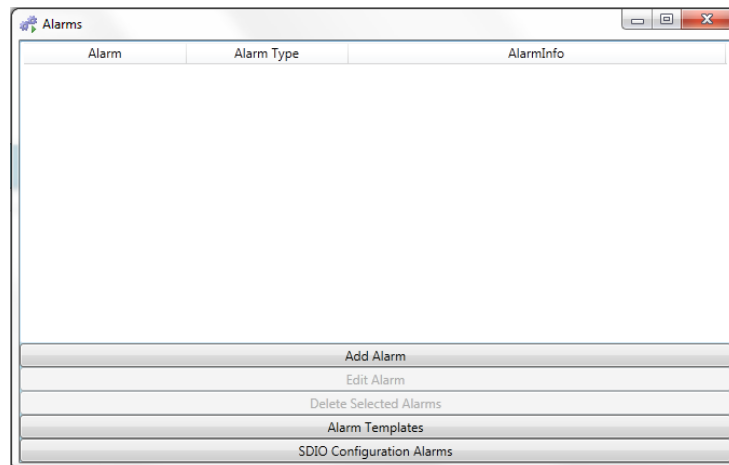 Alarms
Alarm Alarm Type AlarmInfo
Add Alarm
Edit Alarm
Delete Selected Alarms
Alarm Templates
SDIO Configuration Alarms